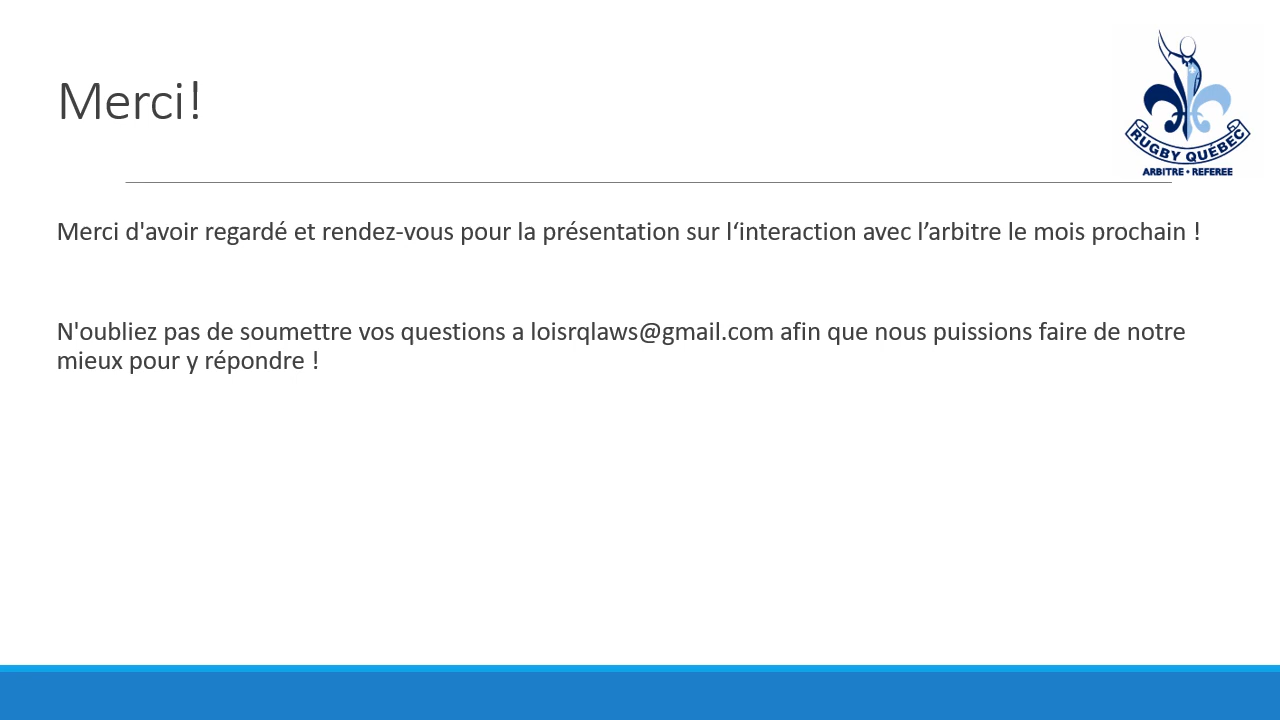 Merci!
RUGBY QUÉBEC
ARBITRE • REFEREE
Merci d'avoir regardé et rendez-vous pour la présentation sur l‘interaction avec l’arbitre le mois prochain !
N'oubliez pas de soumettre vos questions a loisrqlaws@gmail.com afin que nous puissions faire de notre
mieux pour y répondre !